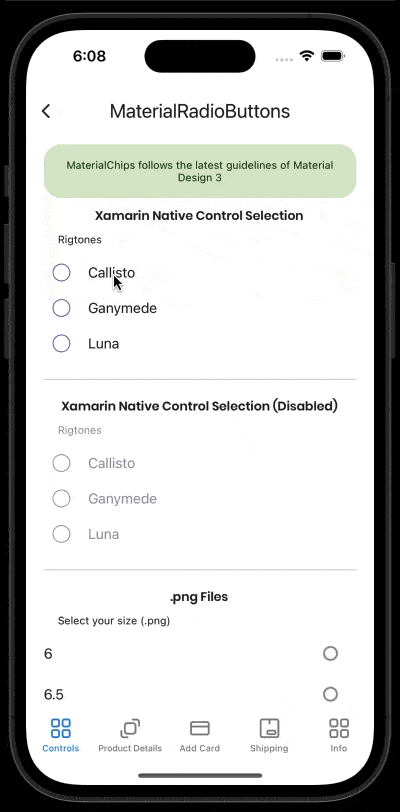 6:08
MaterialRadioButtons
MaterialChips follows the latest guidelines of Material
Design 3
Xamarin Native Control Selection
Rigtones
Callisto
Ganymede
Luna
Xamarin Native Control Selection (Disabled)
Rigtones
Callisto
Ganymede
Luna
.png Files
Select your size (.png)
6
6.5
Controls
Product Details
Add Card
Shipping
Info